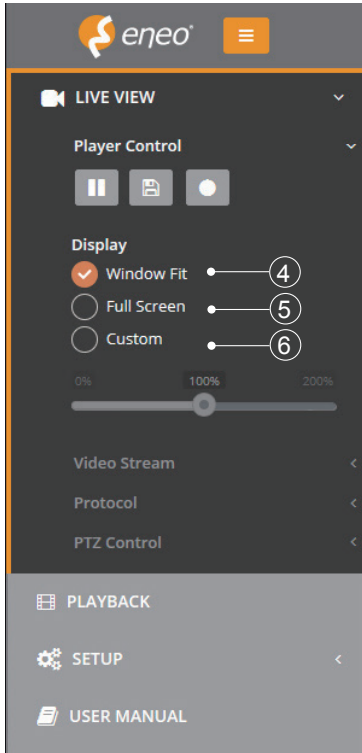 eneo
LIVE VIEW
Player Control
Display
Window Fit 4
Full Screen 5
Custom 6
0% 100% 200%
Video Stream
Protocol
PTZ Control
PLAYBACK
SETUP
USER MANUAL